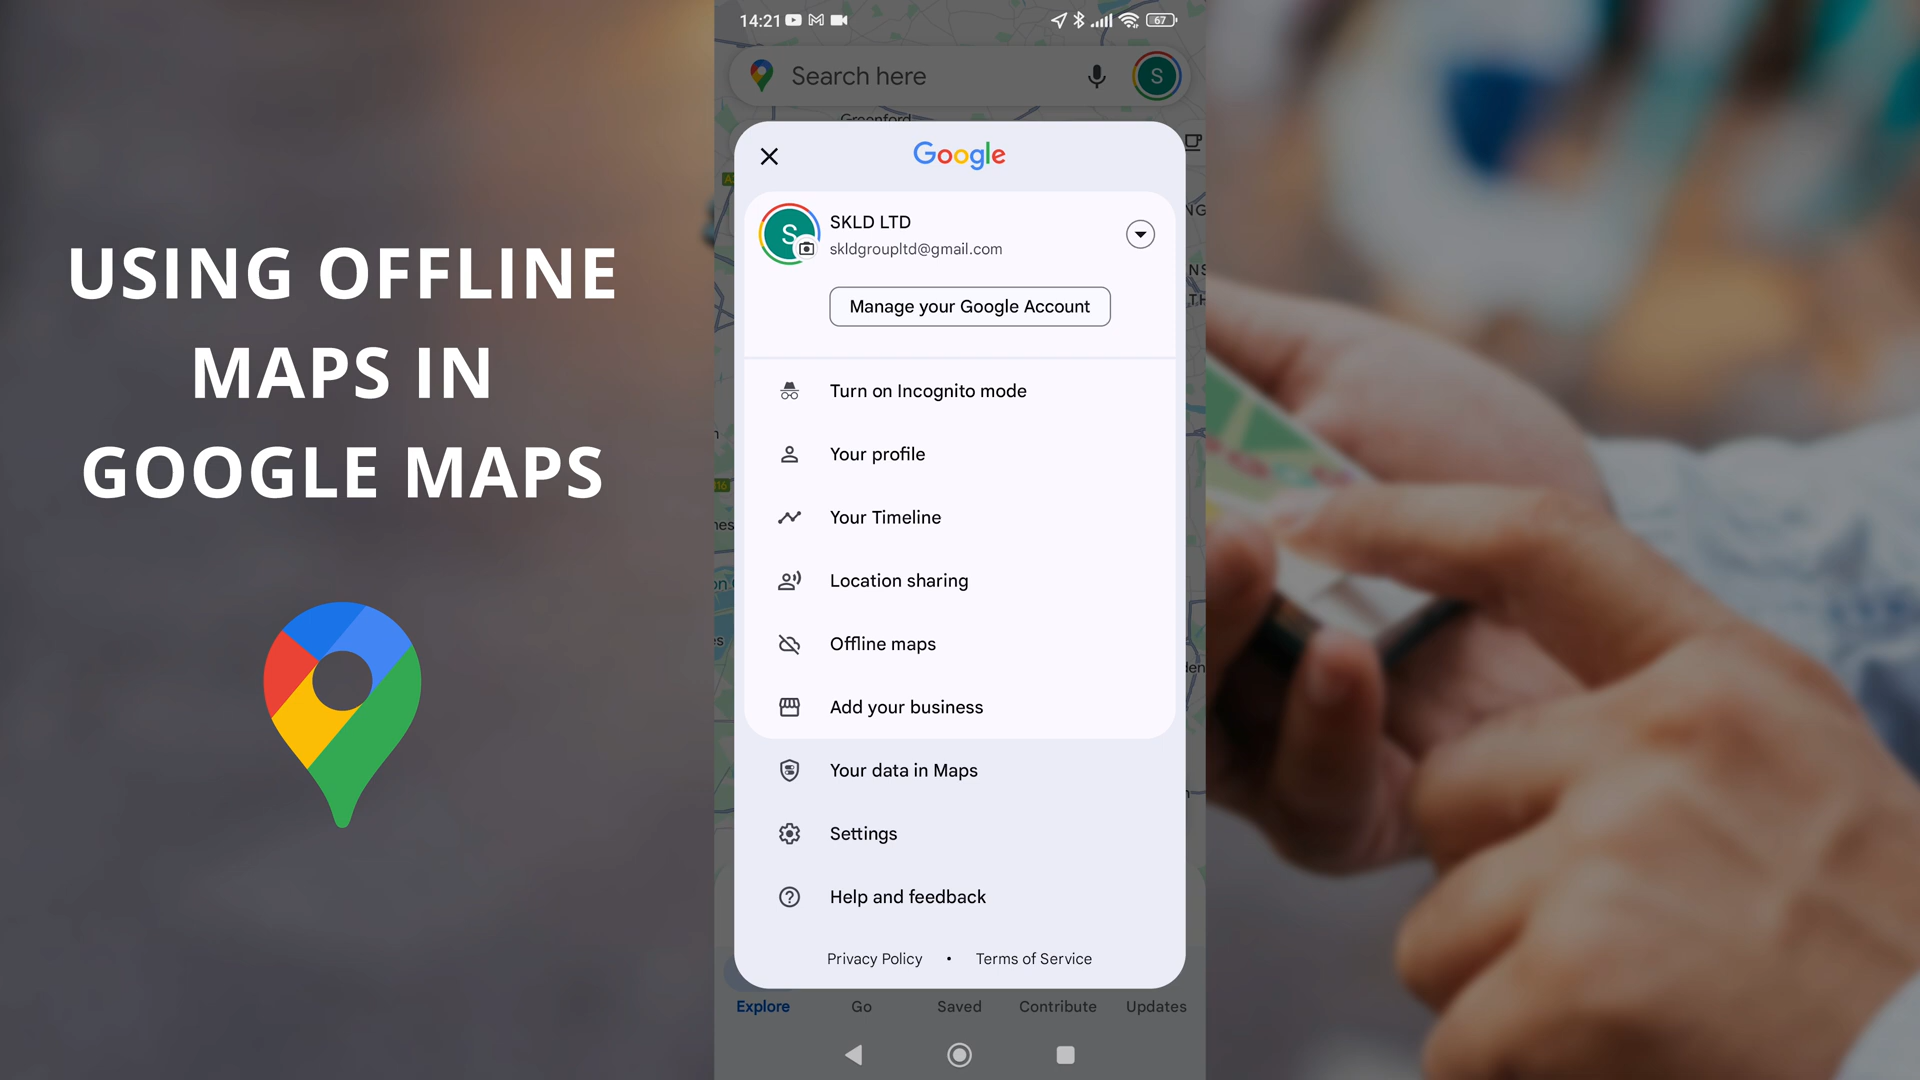 USING OFFLINE
MAPS IN
GOOGLE MAPS
14:21
67
Search here
S
Greenford
Google
S
SKLD LTD
skldgroupltd@gmail.com
Manage your Google Account
Turn on Incognito mode
Your profile
Your Timeline
Location sharing
Offline maps
Add your business
Your data in Maps
Settings
Help and feedback
Privacy Policy • Terms of Service
Explore
Go
Saved
Contribute
Updates